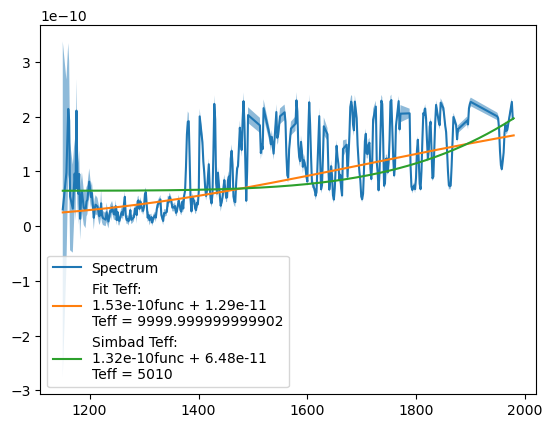 1e−10
3
2
1
0
−1
−2
−3
Spectrum
Fit Teff:
1.53e-10func + 1.29e-11
Teff = 9999.999999999902
Simbad Teff:
1.32e-10func + 6.48e-11
Teff = 5010
1200
1400
1600
1800
2000